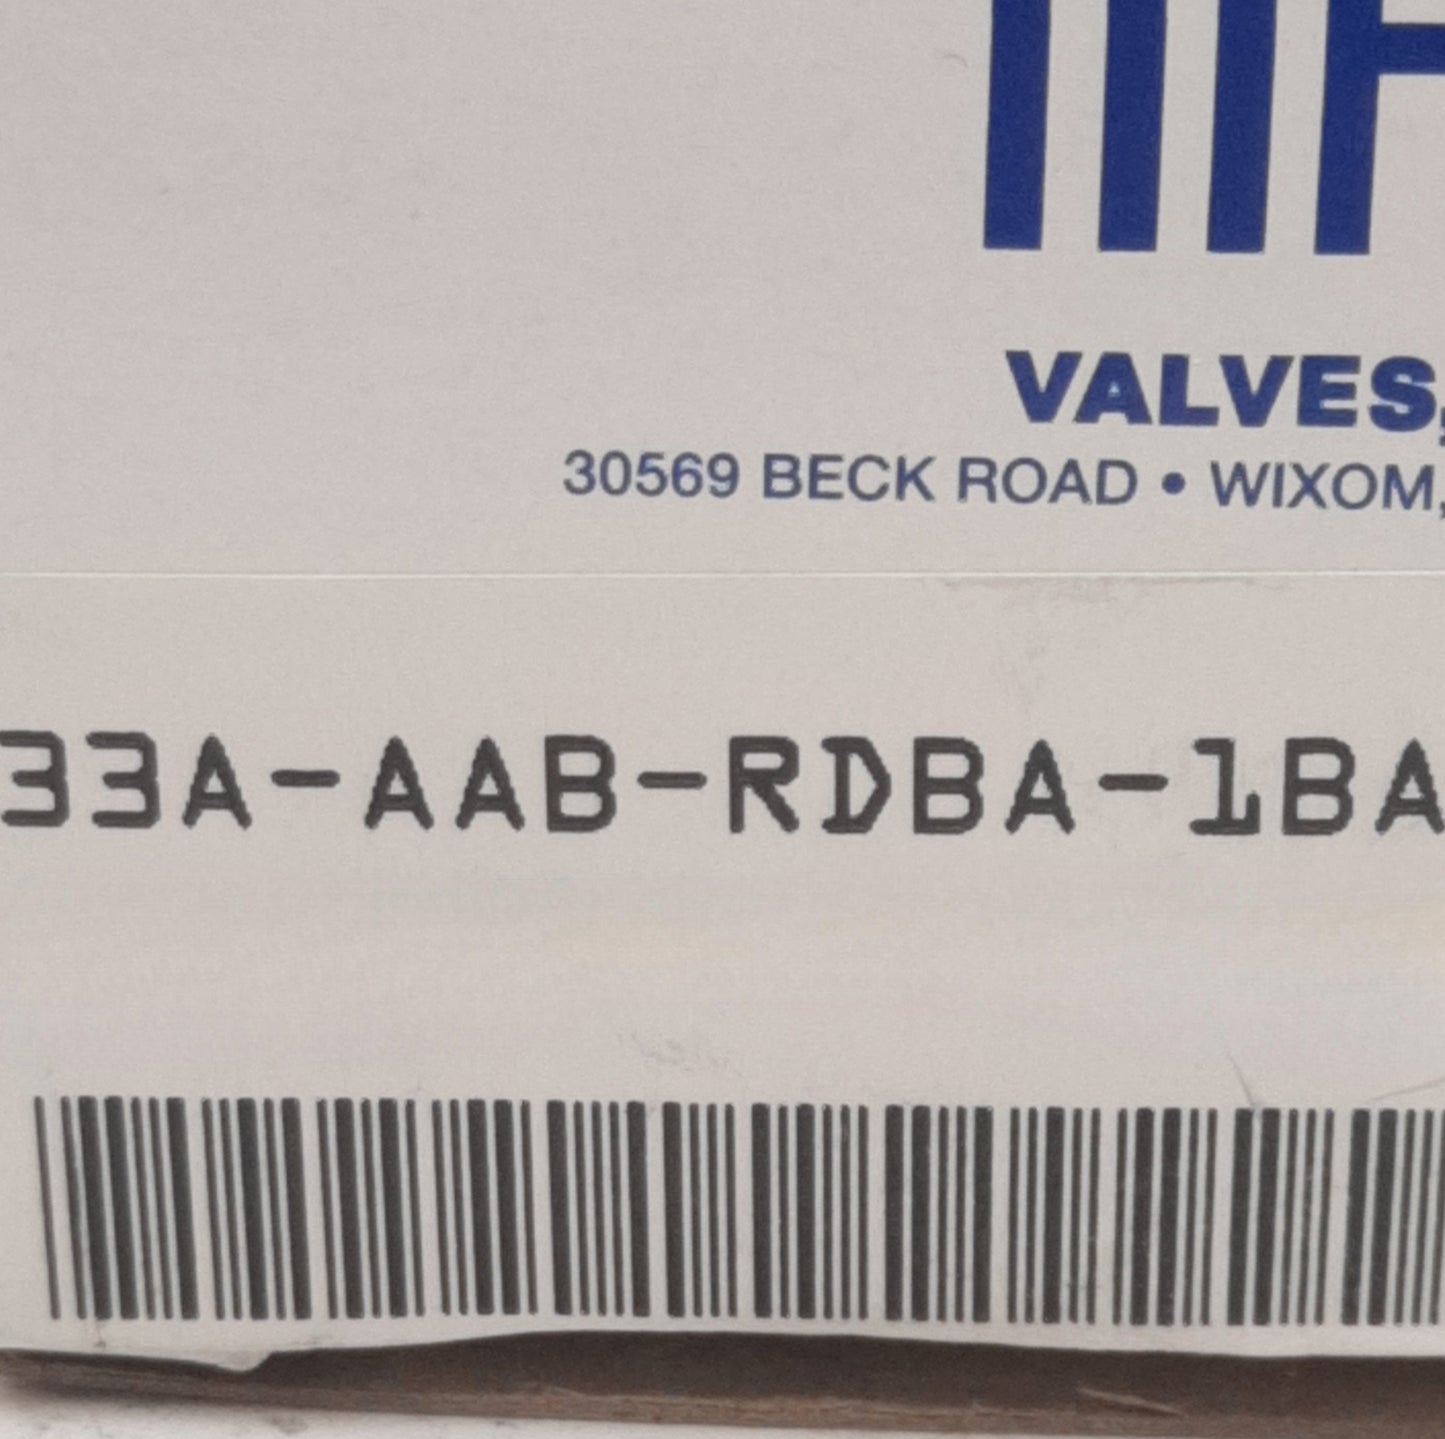 VALVES,
30569 BECK ROAD • WIXOM,
33A-AAB-RDBA-1BA